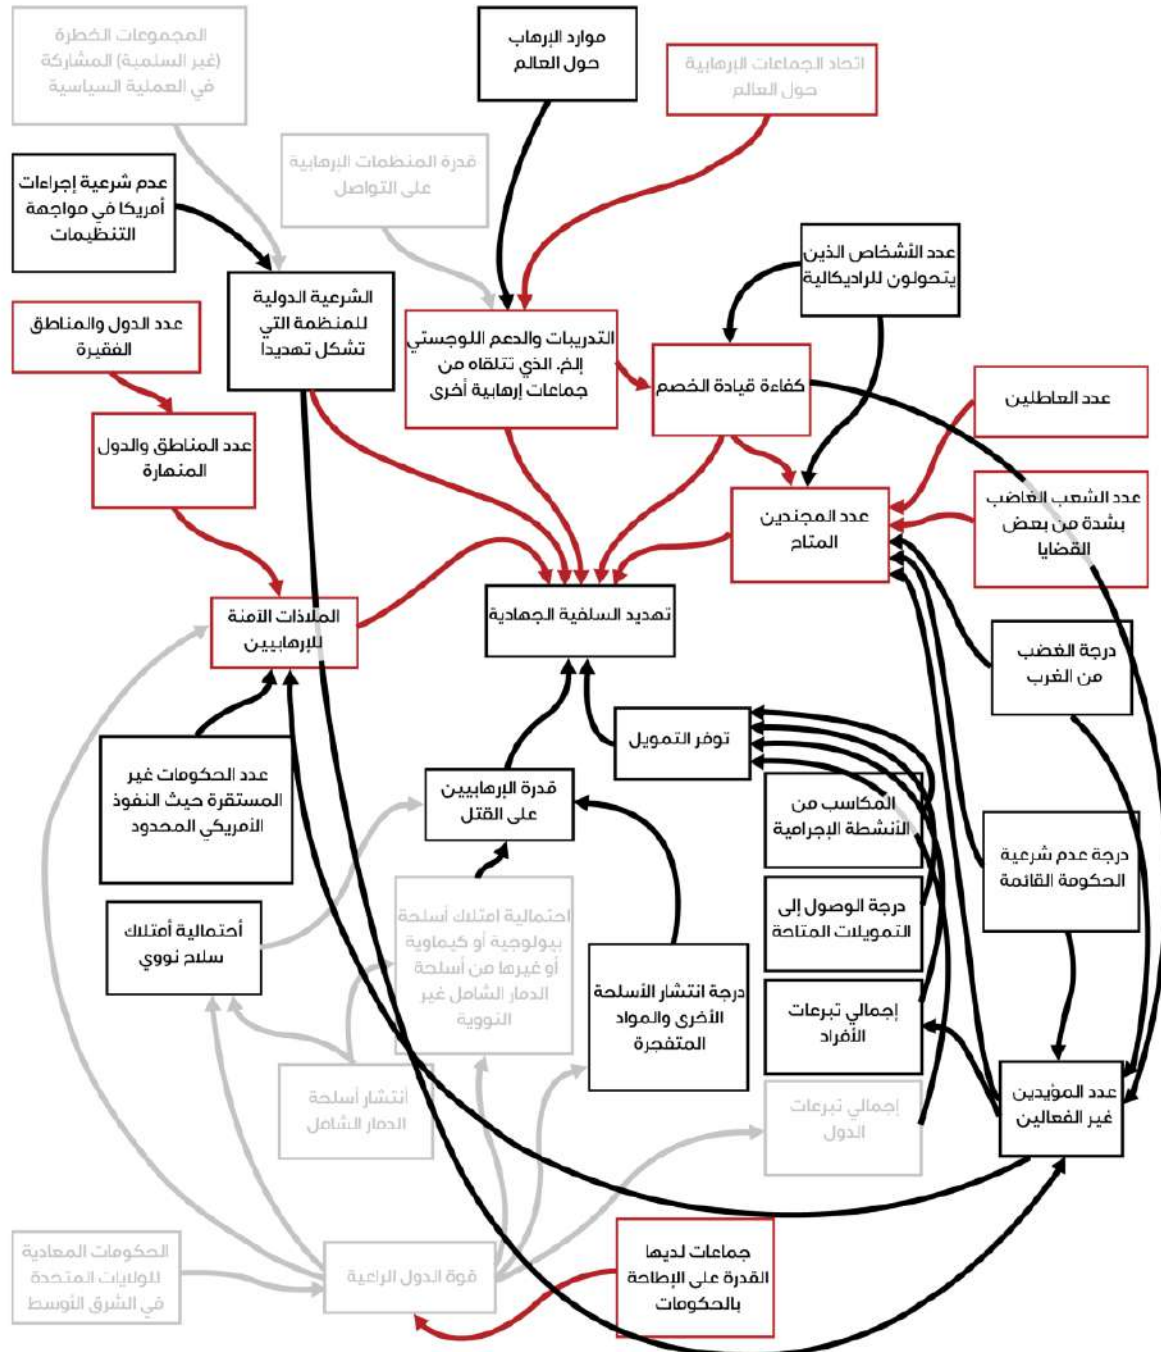 المجموعات الخطرة
(غير السلمية) المشاركة
في العملية السياسية
موارد الإرهاب
حول العالم
اتحاد الجماعات الإرهابية
حول العالم
قدرة المنظمات الإرهابية
على التواصل
عدم شرعية إجراءات
أمريكا في مواجهة
التنظيمات
عدد الأشخاص الذين
يتحولون للراديكالية
الشرعية الدولية
للمنظمة التي
تشكل تهديدا
عدد الدول والمناطق
الفقيرة
التدريبات والدعم اللوجستي
إلخ. الذي تتلقاه من
جماعات إرهابية أخرى
كفاءة قيادة الخصم
عدد العاطلين
عدد المناطق والدول
المنهارة
عدد المجندين
المتاح
عدد الشعب الغاضب
بشدة من بعض
القضايا
الملاذات الآمنة
للإرهابيين
تهديد السلفية الجهادية
درجة الغضب
من الغرب
توفر التمويل
عدد الحكومات غير
المستقرة حيث النفوذ
الأمريكي المحدود
قدرة الإرهابيين
على القتل
المكاسب من
الأنشطة الإجرامية
درجة عدم شرعية
الحكومة القائمة
أحتمالية أمتلاك
سلاح نووي
احتمالية امتلاك أسلحة
بيولوجية أو كيماوية
أو غيرها من أسلحة
الدمار الشامل غير
النووية
درجة الوصول إلى
التمويلات المتاحة
درجة انتشار الأسلحة
الأخرى والمواد
المتفجرة
إجمالي تبرعات
الأفراد
أنتشار أسلحة
الدمار الشامل
إجمالي تبرعات
الدول
عدد المؤيدين
غير الفعالين
الحكومات المعادية
للولايات المتحدة
في الشرق الأوسط
قوة الدول الراعية
جماعات لديها
القدرة على الإطاحة
بالحكومات